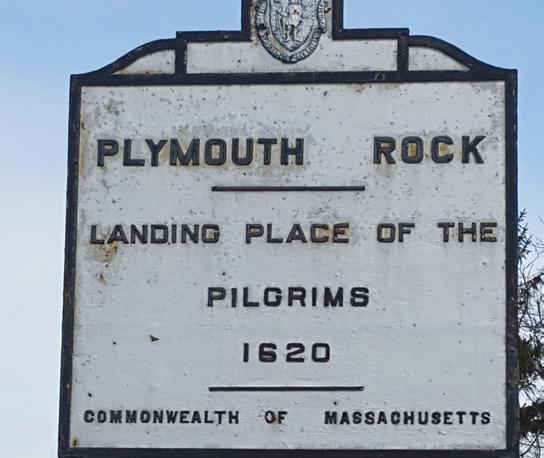 PLYMOUTH ROCK
LANDING PLACE OF THE
PILGRIMS
1620
COMMONWEALTH OF MASSACHUSETTS